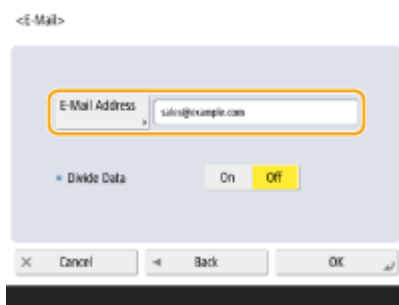 <E-Mail>
E-Mail Address sales@example.com
Divide Data On Off
Cancel Back OK